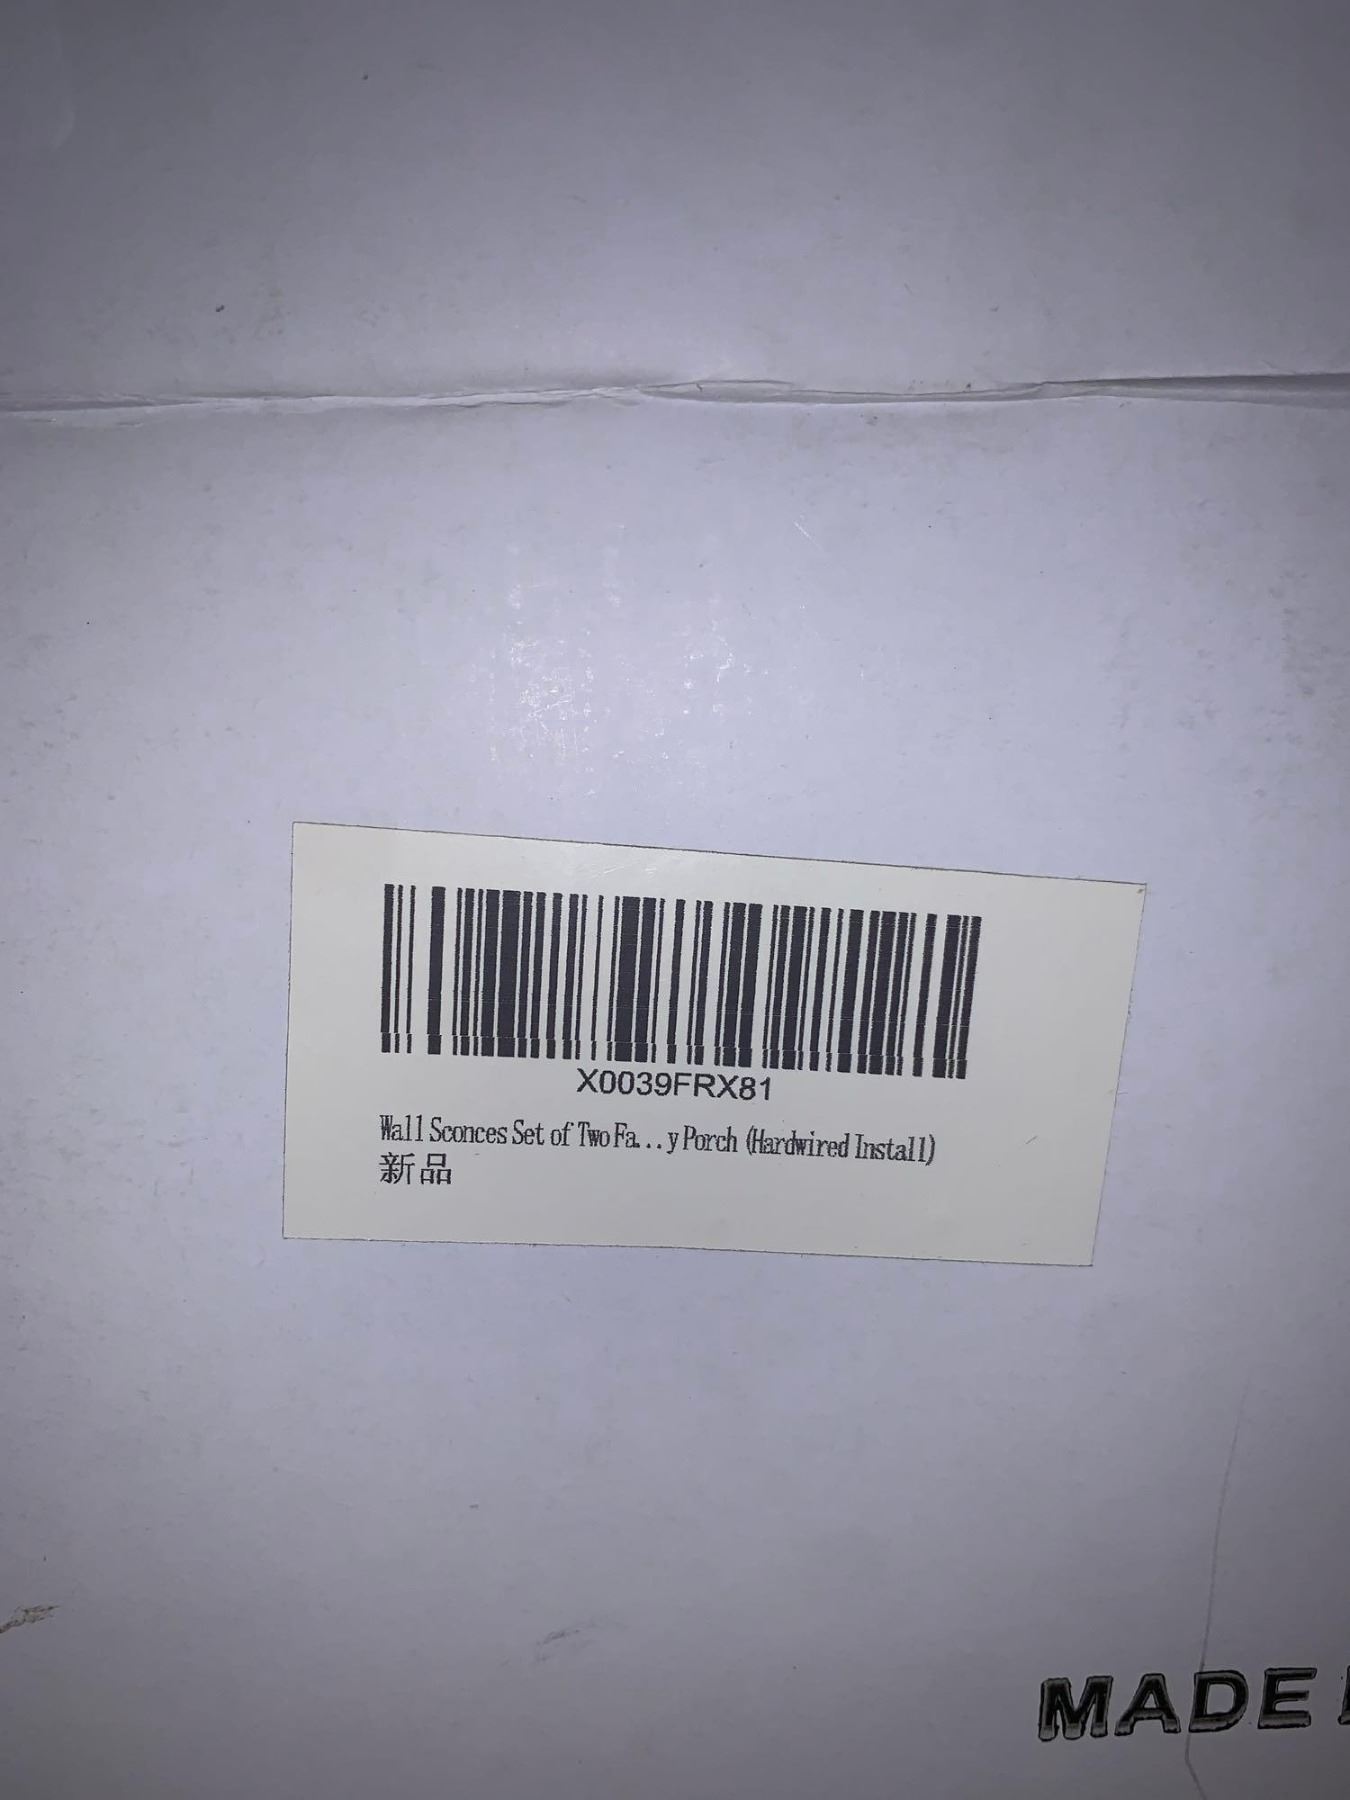 X0039FRX81
Wall Sconces Set of Two Fa...y Porch (Hardwired Install)
新品
MADE